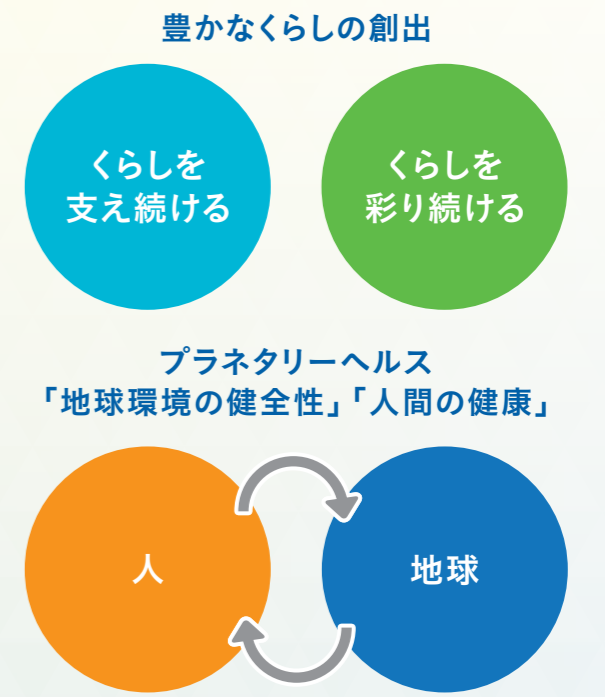 豊かなくらしの創出
くらしを
支え続ける
くらしを
彩り続ける
プラネタリーヘルス
「地球環境の健全性」「人間の健康」
人
地球